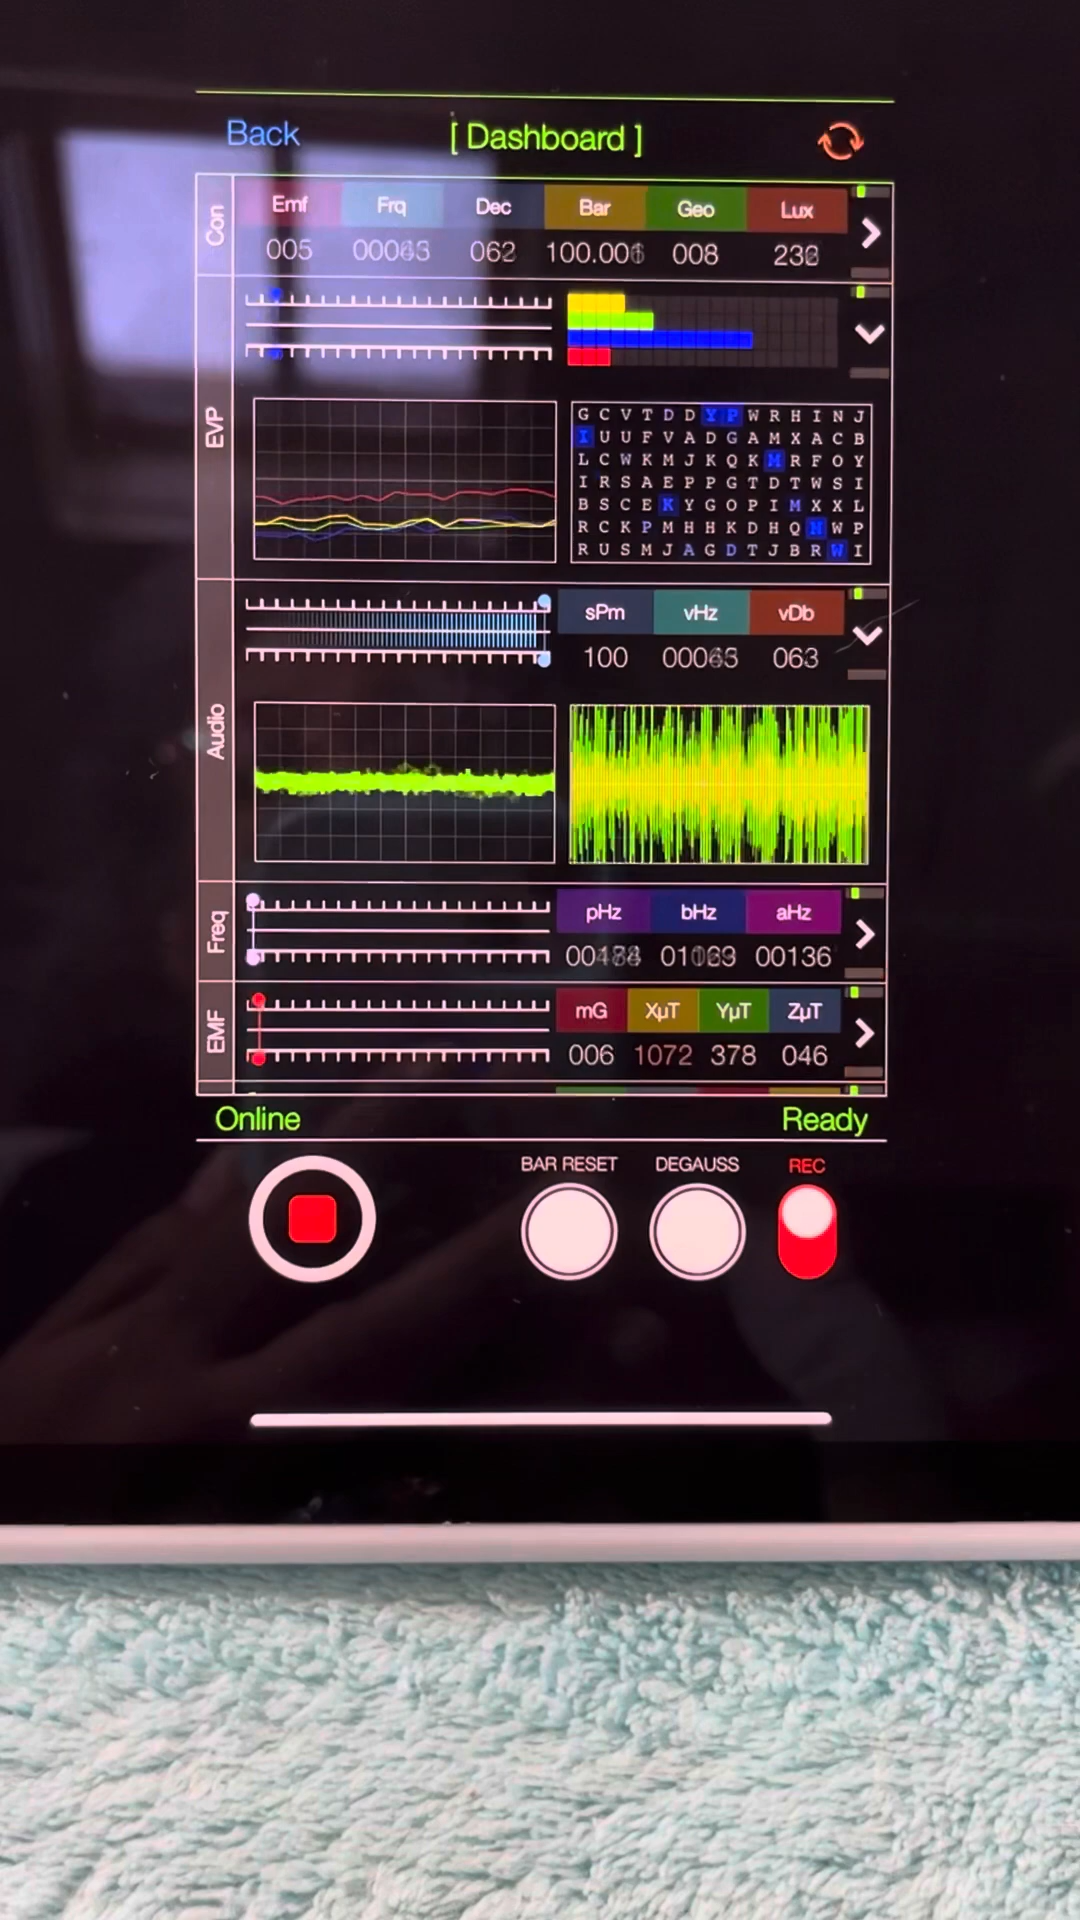 Back [ Dashboard ]
Con
Emf Frq Dec Bar Geo Lux
005 062 100.006 008
EVP
G C V T D D Y P W R H I N J
I U U F V A D G A M X A C B
L C W K M J K Q K M R F O Y
I R S A E P P G T D T W S I
B S C E K Y G O P I M X X L
R C K P M H H K D H Q N W P
R U S M J A G D T J B R W I
Audio
sPm vHz vDb
100 063
Freq
pHz bHz aHz
00136
EMF
mG XµT YµT ZµT
006 1072 378 046
Online Ready
BAR RESET DEGAUSS REC